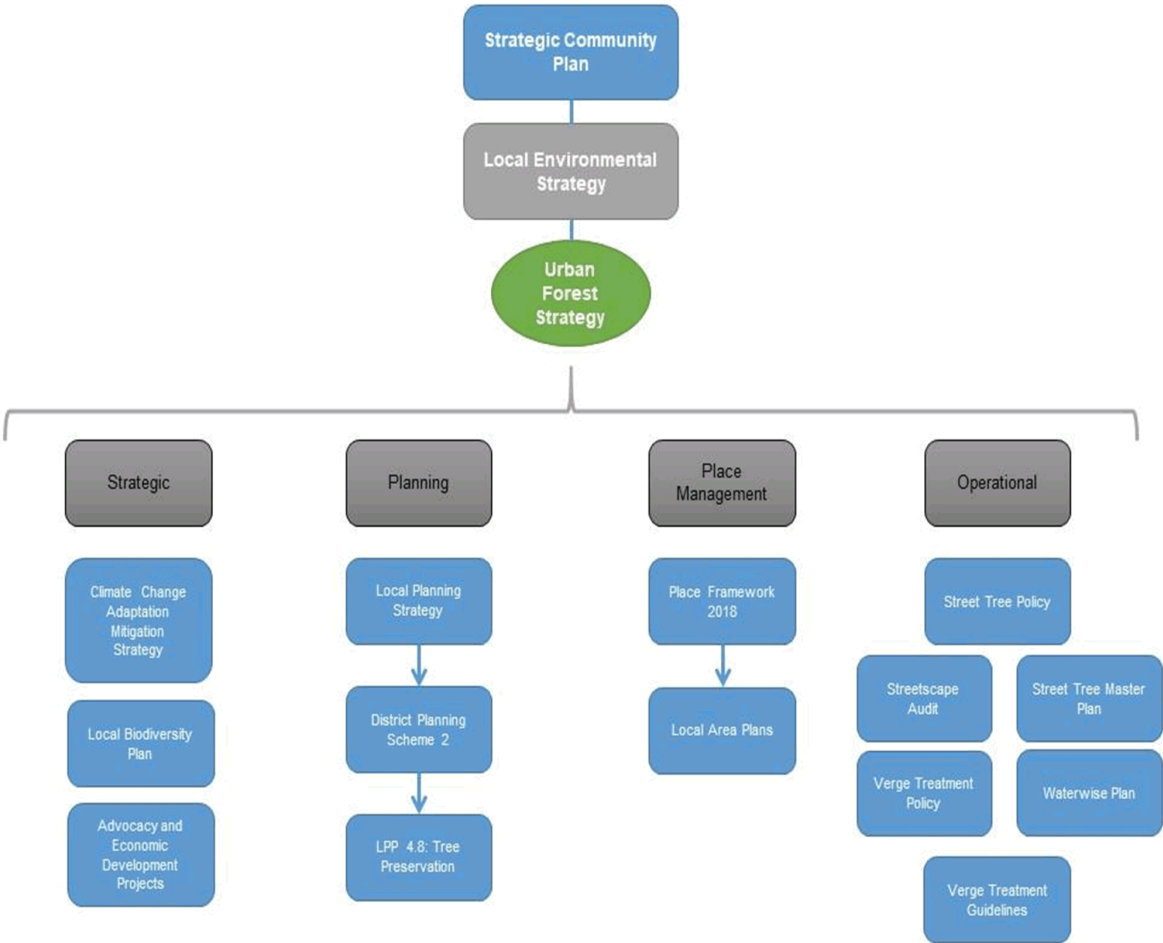 Strategic Community
Plan
Local Environmental
Strategy
Urban
Forest
Strategy
Strategic
Planning
Place
Management
Operational
Climate Change
Adaptation
Mitigation
Strategy
Local Biodiversity
Plan
Advocacy and
Economic
Development
Projects
Local Planning
Strategy
District Planning
Scheme 2
LPP 4.8: Tree
Preservation
Place Framework
2018
Local Area Plans
Street Tree Policy
Streetscape
Audit
Street Tree Master
Plan
Verge Treatment
Policy
Waterwise Plan
Verge Treatment
Guidelines